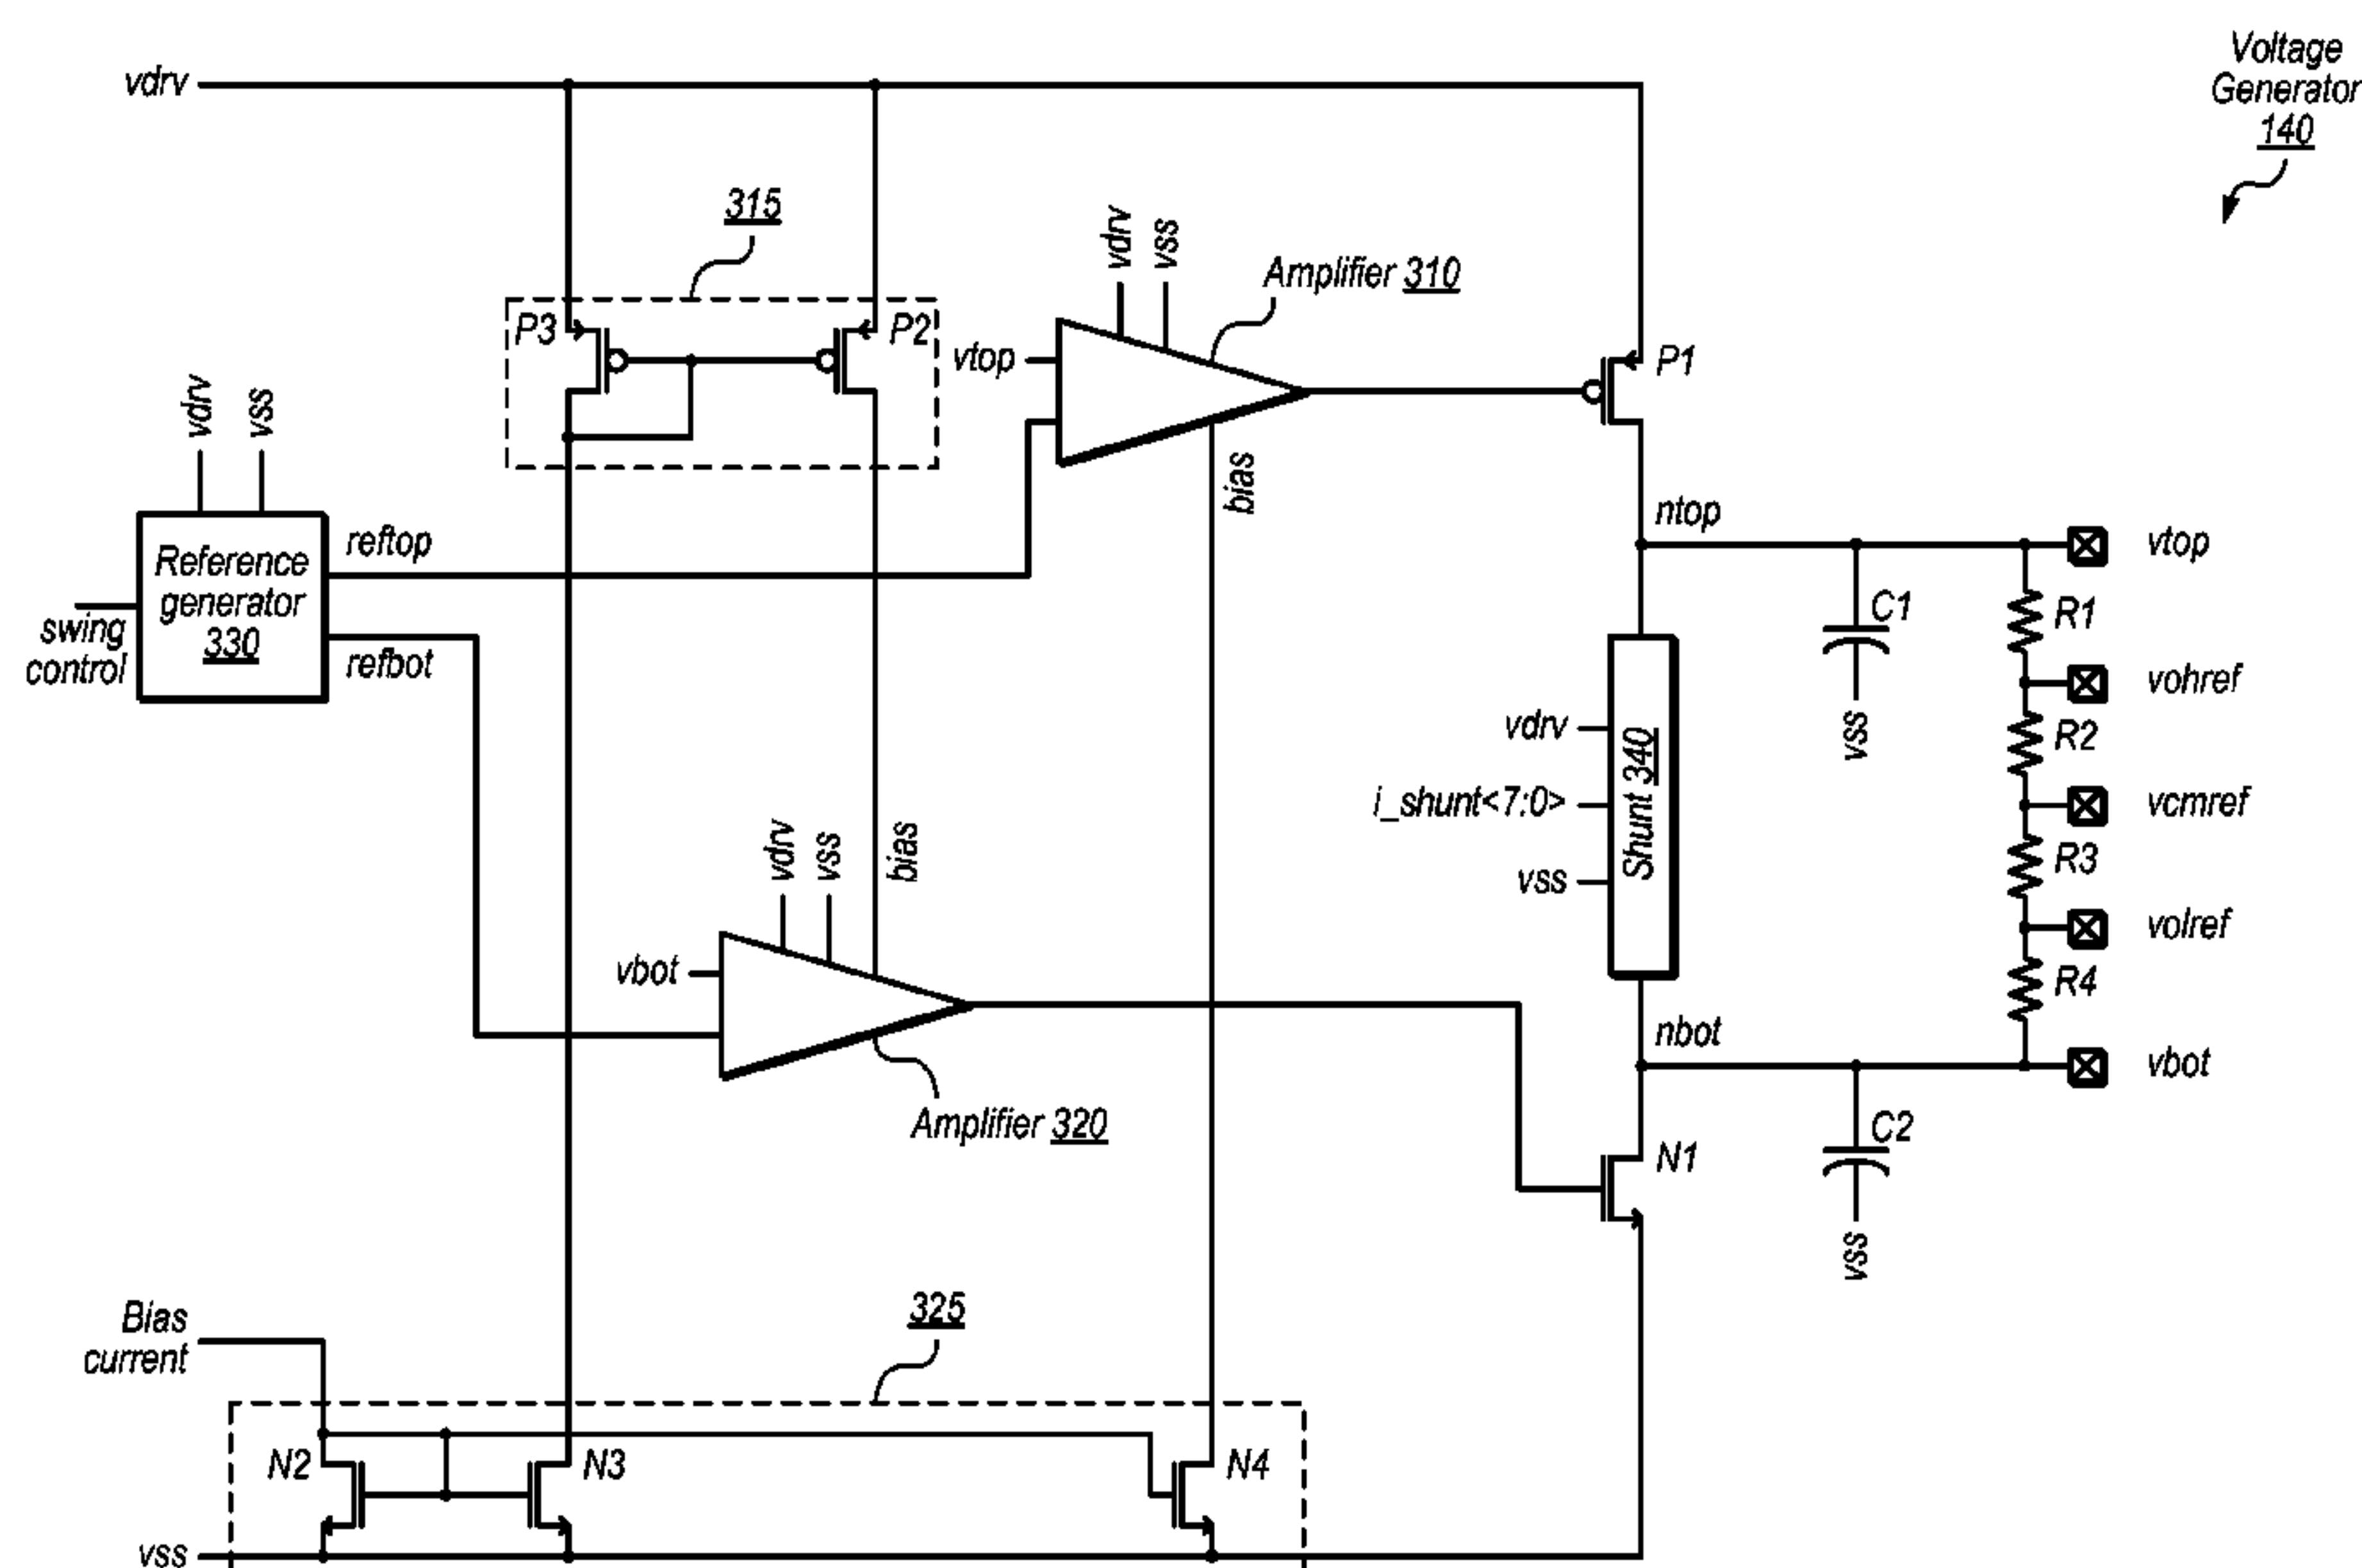 Voltage
Generator
140
vdrv
315
vdrv
vss
Amplifier 310
P3
P2
vtop
P1
vdrv
vss
bias
ntop
reftop
vtop
Reference
generator
330
C1
R1
swing
control
refbot
vohref
vss
vdrv
R2
i_shunt<7:0>
Shunt 340
vcmref
vdrv
vss
bias
R3
vss
volref
vbot
R4
nbot
vbot
Amplifier 320
C2
N1
vss
325
Bias
current
N2
N3
N4
vss